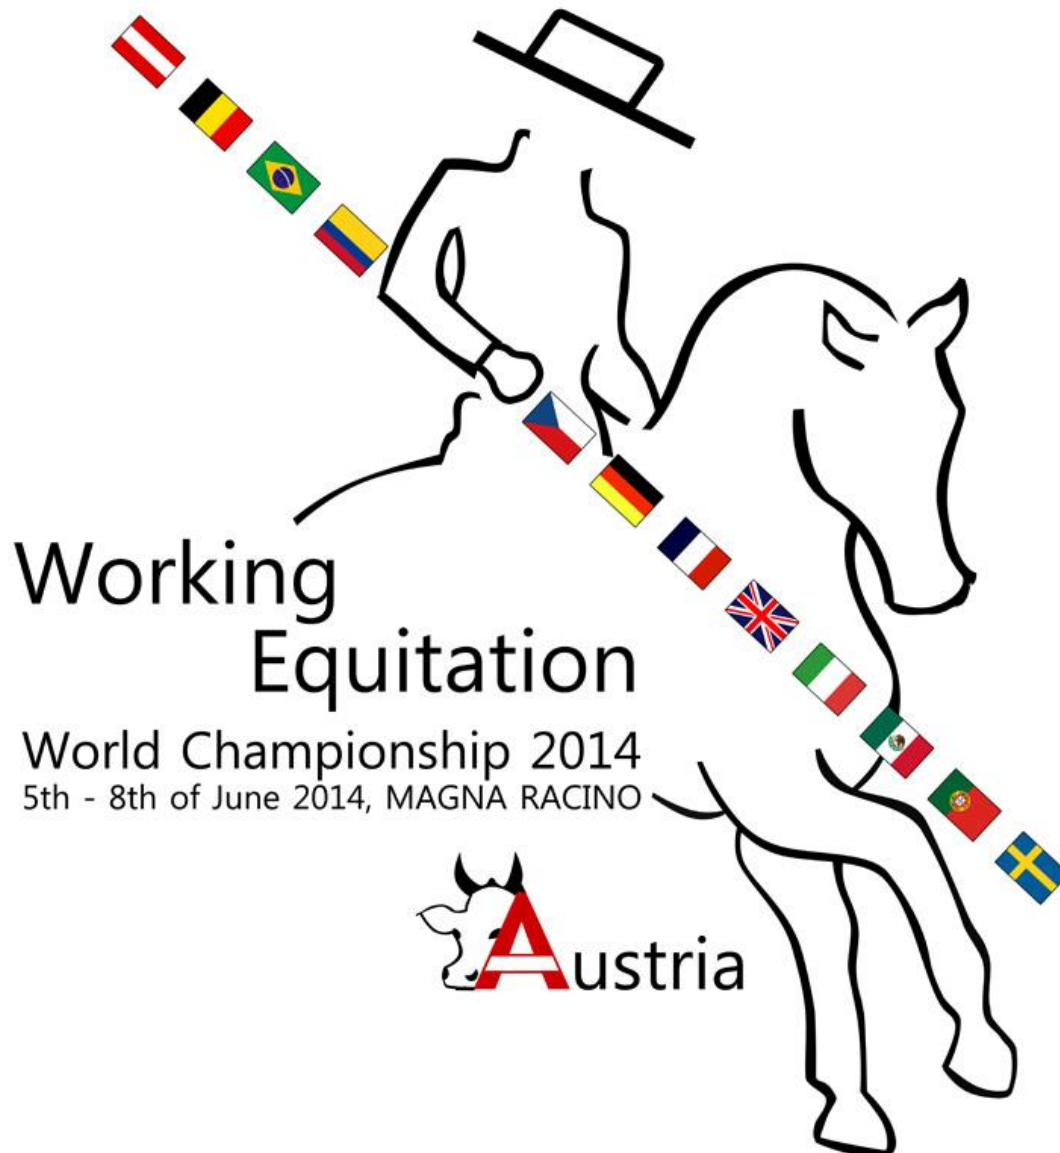 Working
Equitation
World Championship 2014
5th - 8th of June 2014, MAGNA RACINO
Austria